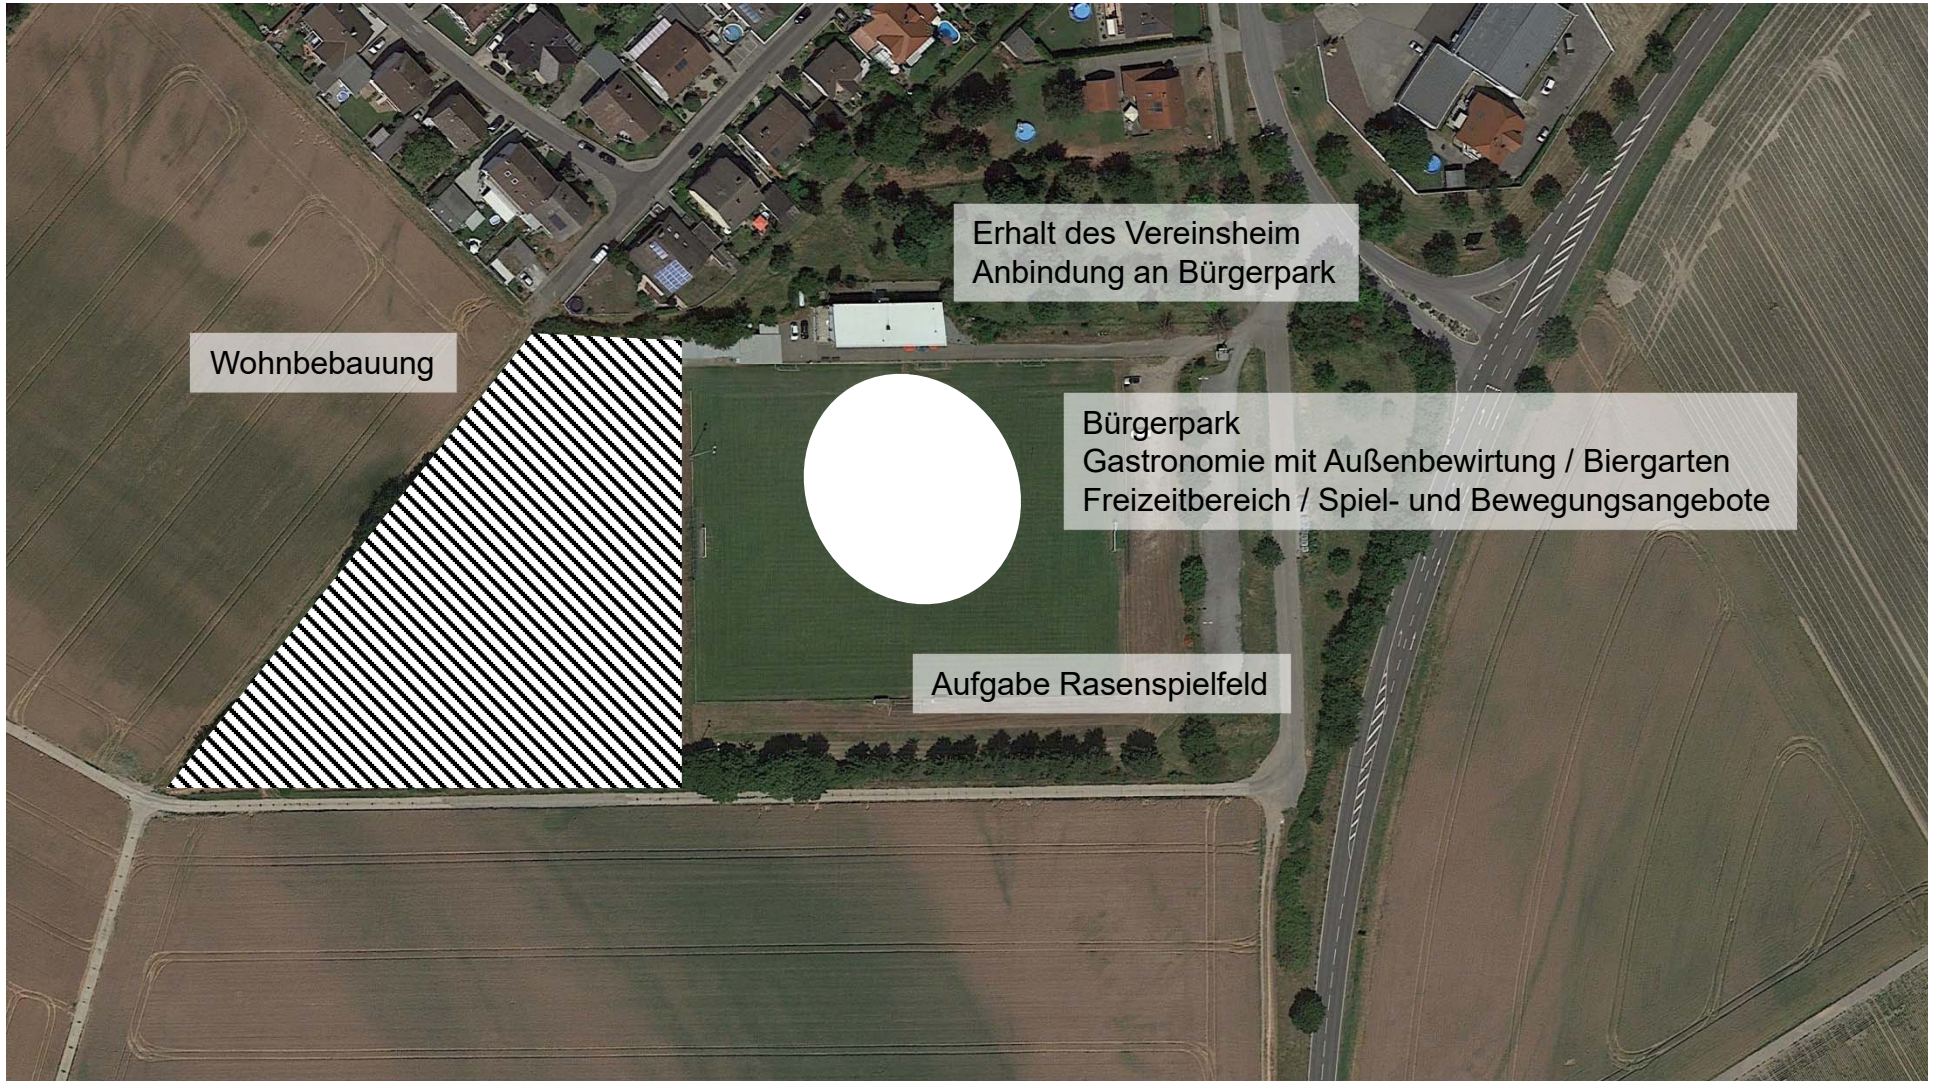 Erhalt des Vereinsheim
Anbindung an Bürgerpark
Wohnbebauung
Bürgerpark
Gastronomie mit Außenbewirtung / Biergarten
Freizeitbereich / Spiel- und Bewegungsangebote
Aufgabe Rasenspielfeld